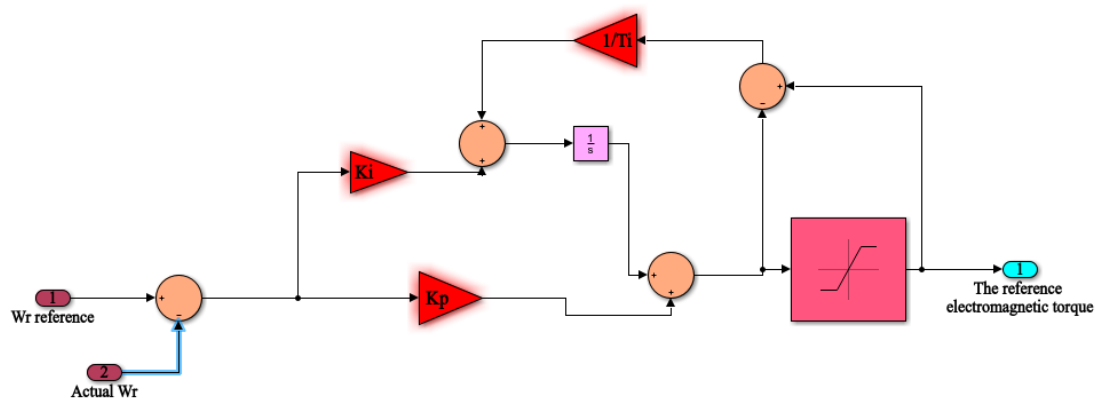 1/Ti
+
-
+
+
1
s
Ki
+
+
+
-
1
Wr reference
Kp
+
+
1
The reference
electromagnetic torque
2
Actual Wr